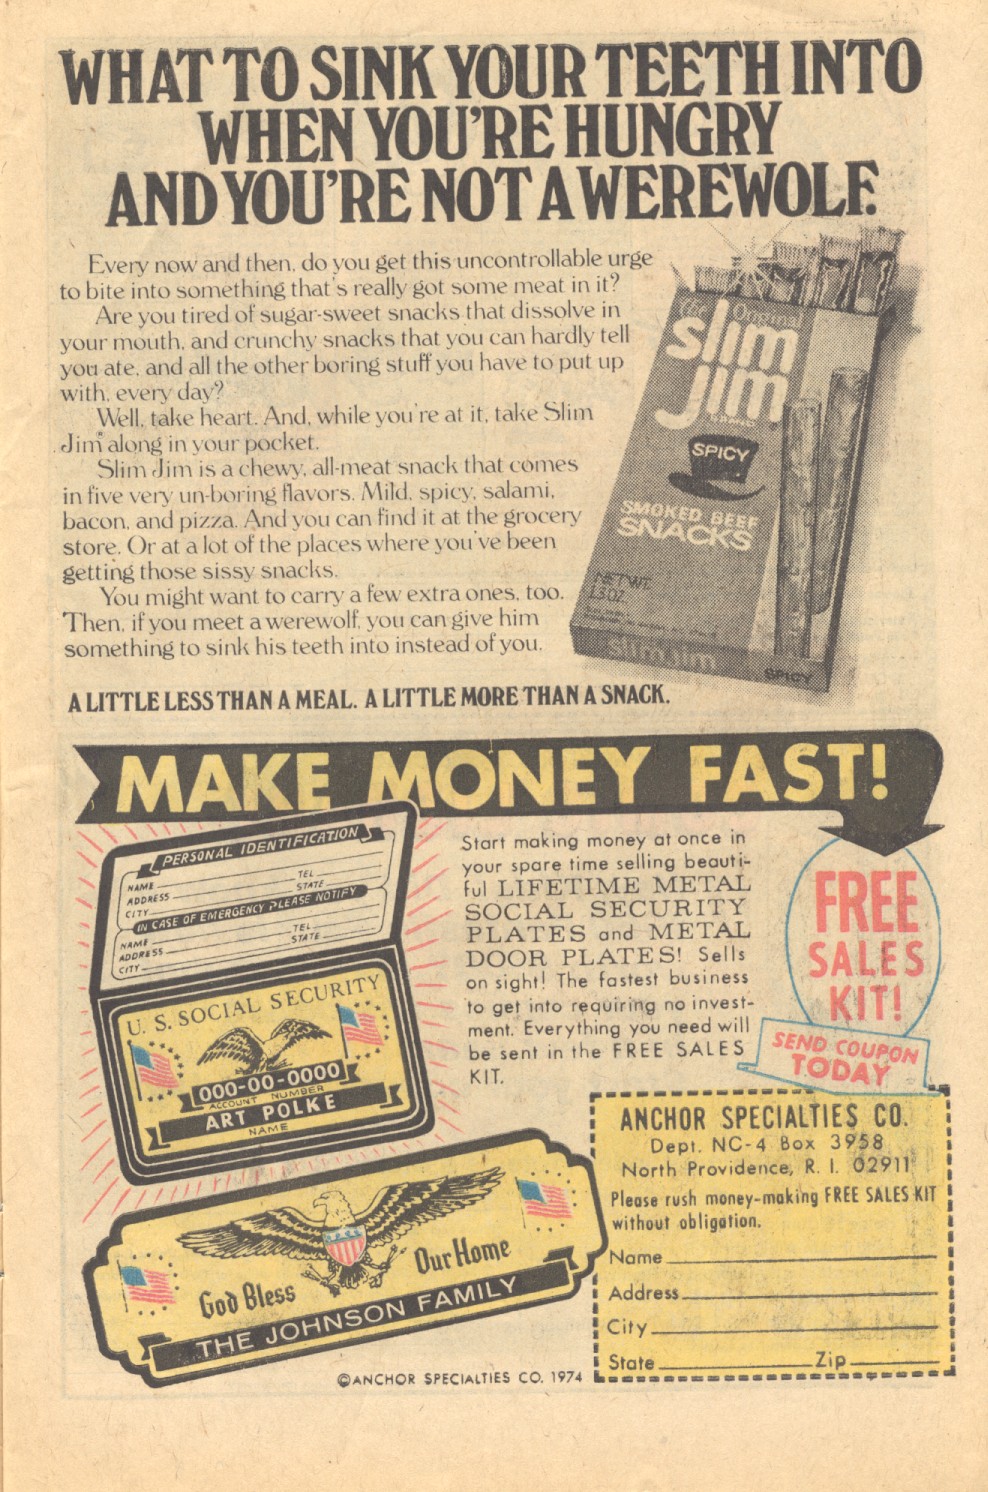 WHAT TO SINK YOUR TEETH INTO
WHEN YOU'RE HUNGRY
AND YOU'RE NOT A WEREWOLF.
Every now and then, do you get this uncontrollable urge
to bite into something that's really got some meat in it?
Are you tired of sugar-sweet snacks that dissolve in
your mouth, and crunchy snacks that you can hardly tell
you ate, and all the other boring stuff you have to put up
with, every day?
Well, take heart. And, while you're at it, take Slim
Jim® along in your pocket.
Slim Jim is a chewy, all-meat snack that comes
in five very un-boring flavors. Mild, spicy, salami,
bacon, and pizza. And you can find it at the grocery
store. Or at a lot of the places where you've been
getting those sissy snacks.
You might want to carry a few extra ones, too.
Then, if you meet a werewolf, you can give him
something to sink his teeth into instead of you.
A LITTLE LESS THAN A MEAL. A LITTLE MORE THAN A SNACK.
the Original
slim
jim
BRAND
SPICY
SMOKED BEEF
SNACKS
NET WT.
1.3 OZ.
slim jim
SPICY
MAKE MONEY FAST!
PERSONAL IDENTIFICATION
NAME TEL
ADDRESS STATE
CITY
IN CASE OF EMERGENCY PLEASE NOTIFY
NAME TEL
ADDRESS STATE
CITY
U. S. SOCIAL SECURITY
000-00-0000
ACCOUNT NUMBER
ART POLKE
NAME
Start making money at once in
your spare time selling beauti-
ful LIFETIME METAL
SOCIAL SECURITY
PLATES and METAL
DOOR PLATES! Sells
on sight! The fastest business
to get into requiring no invest-
ment. Everything you need will
be sent in the FREE SALES
KIT.
FREE
SALES
KIT!
SEND COUPON
TODAY
God Bless Our Home
THE JOHNSON FAMILY
©ANCHOR SPECIALTIES CO. 1974
ANCHOR SPECIALTIES CO.
Dept. NC-4 Box 3958
North Providence, R. I. 02911
Please rush money-making FREE SALES KIT
without obligation.
Name
Address
City
State Zip